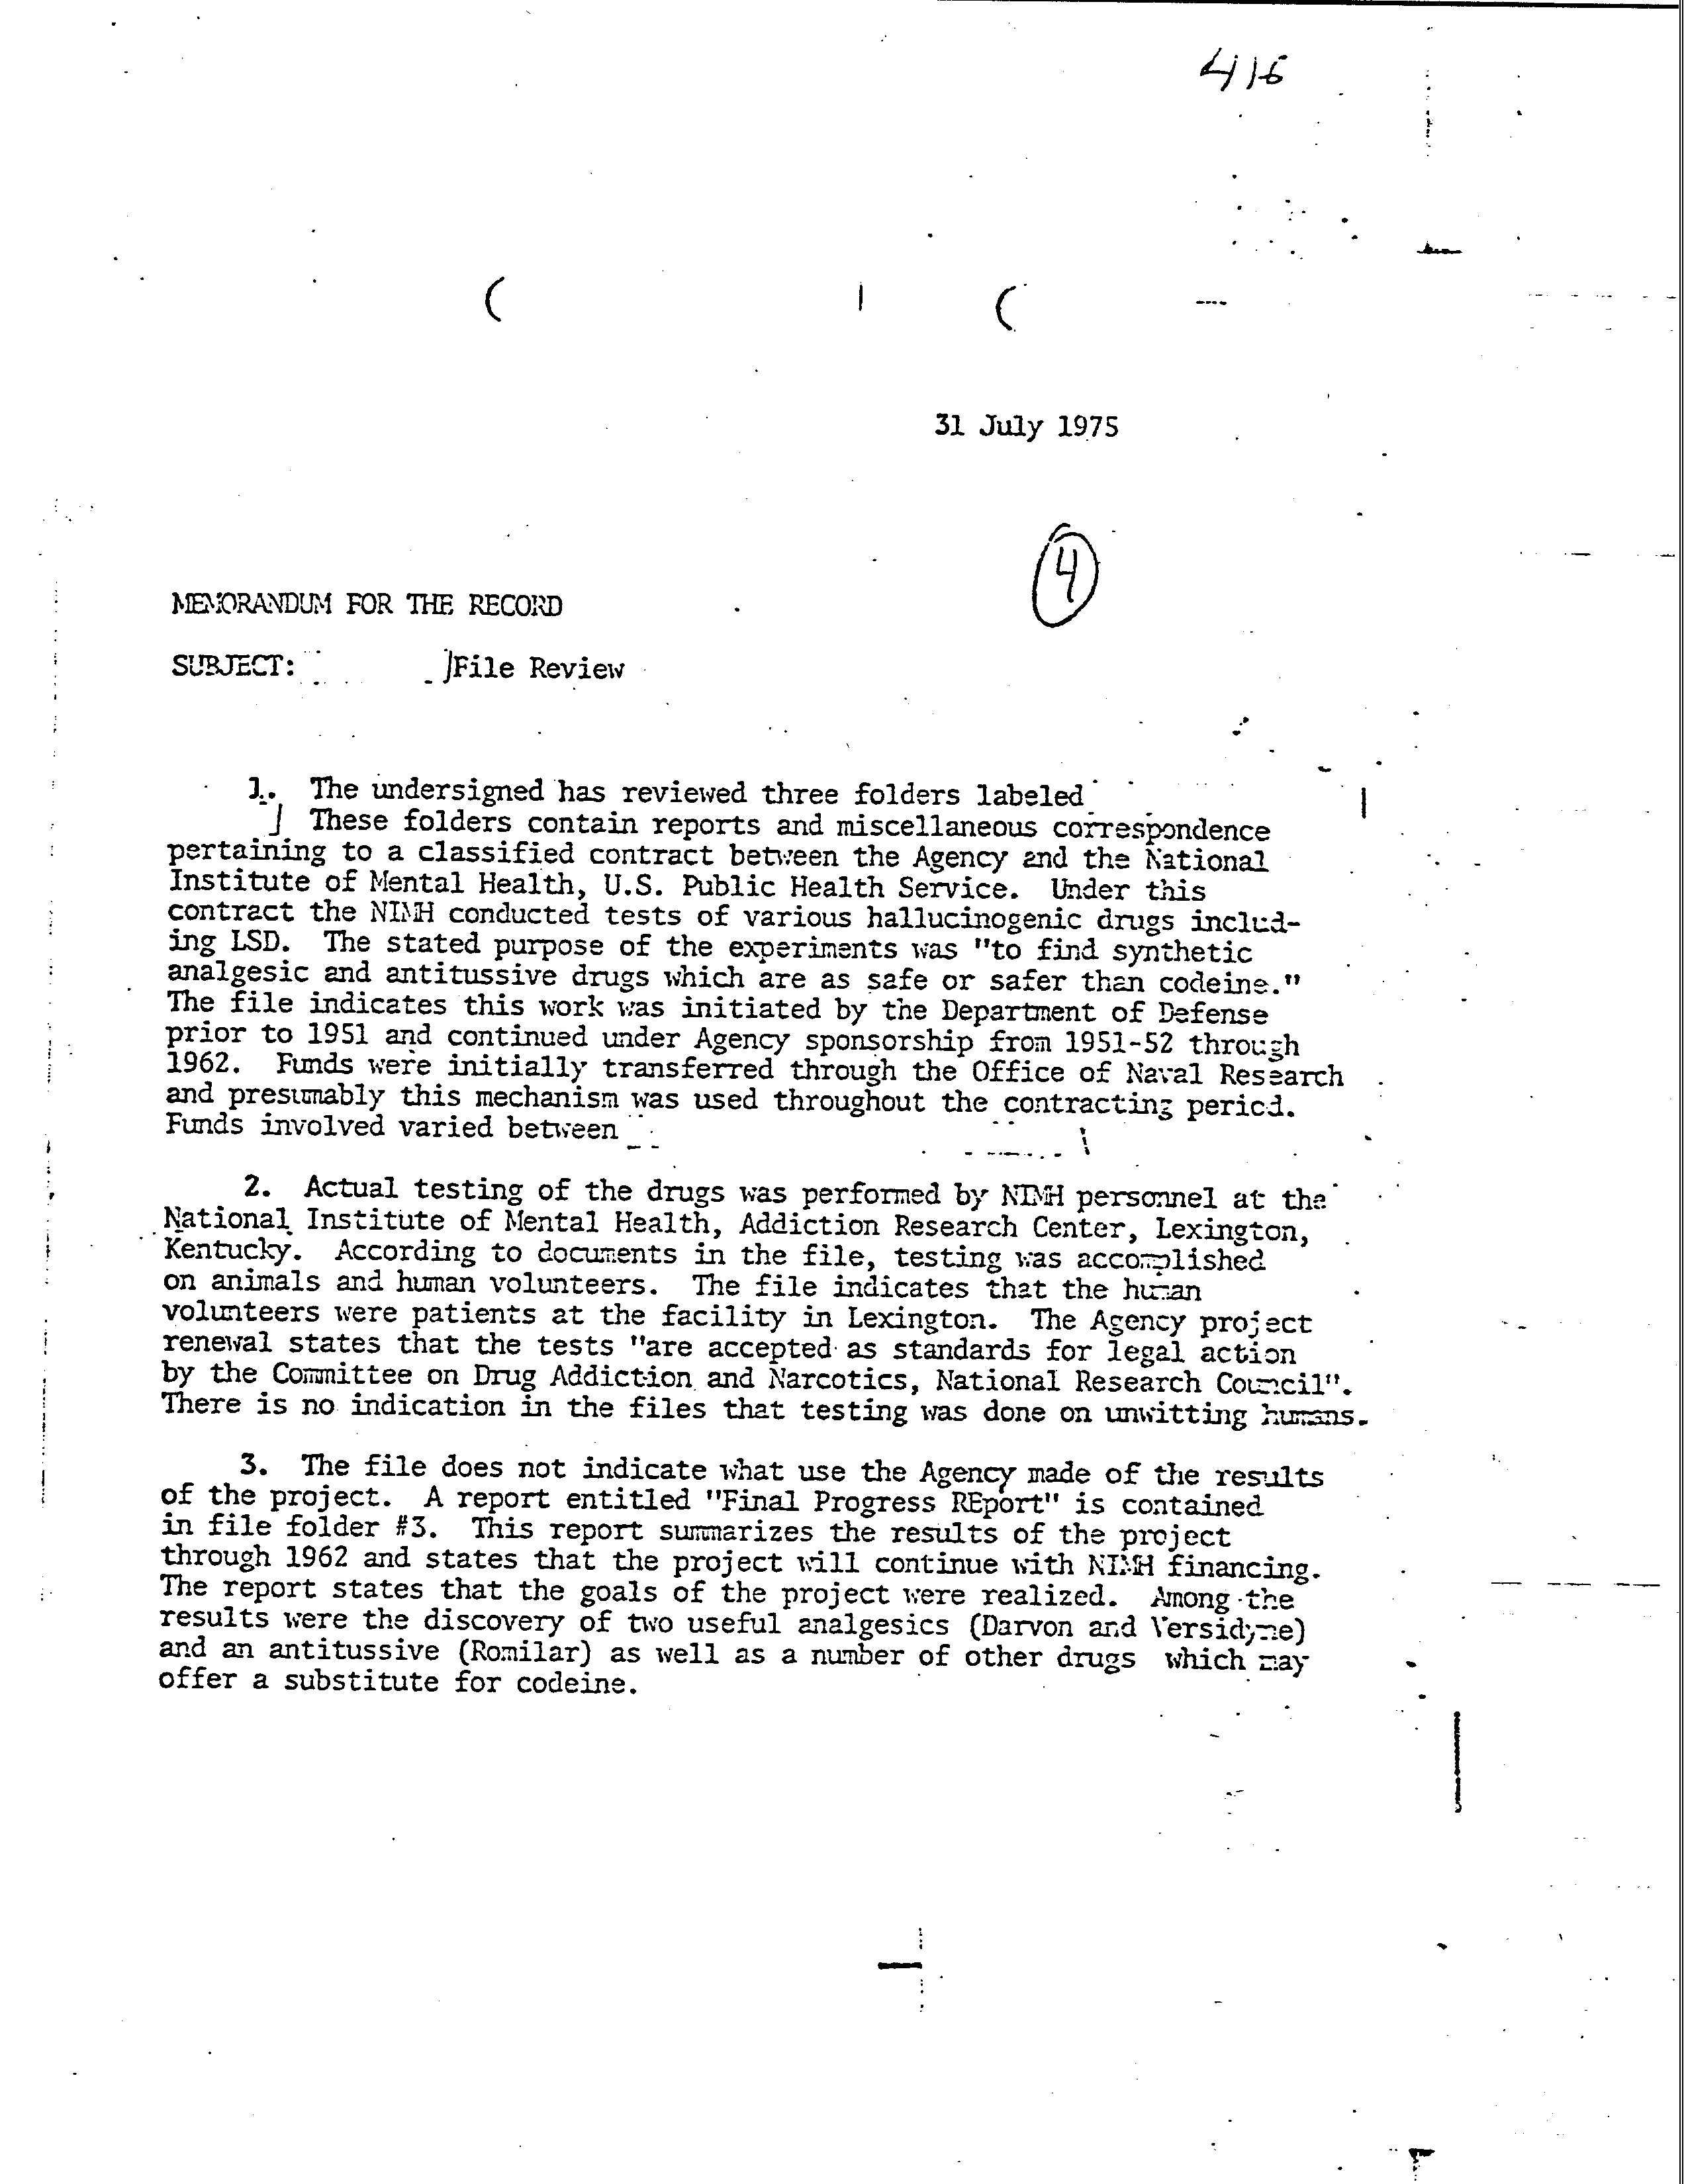 416
31 July 1975
4
MEMORANDUM FOR THE RECORD
SUBJECT: File Review
1. The undersigned has reviewed three folders labeled
These folders contain reports and miscellaneous correspondence
pertaining to a classified contract between the Agency and the National
Institute of Mental Health, U.S. Public Health Service. Under this
contract the NIMH conducted tests of various hallucinogenic drugs includ-
ing LSD. The stated purpose of the experiments was "to find synthetic
analgesic and antitussive drugs which are as safe or safer than codeine."
The file indicates this work was initiated by the Department of Defense
prior to 1951 and continued under Agency sponsorship from 1951-52 through
1962. Funds were initially transferred through the Office of Naval Research
and presumably this mechanism was used throughout the contracting period.
Funds involved varied between
2. Actual testing of the drugs was performed by NIMH personnel at the
National Institute of Mental Health, Addiction Research Center, Lexington,
Kentucky. According to documents in the file, testing was accomplished
on animals and human volunteers. The file indicates that the human
volunteers were patients at the facility in Lexington. The Agency project
renewal states that the tests "are accepted as standards for legal action
by the Committee on Drug Addiction and Narcotics, National Research Council".
There is no indication in the files that testing was done on unwitting humans.
3. The file does not indicate what use the Agency made of the results
of the project. A report entitled "Final Progress REport" is contained
in file folder #3. This report summarizes the results of the project
through 1962 and states that the project will continue with NIMH financing.
The report states that the goals of the project were realized. Among the
results were the discovery of two useful analgesics (Darvon and Versidyne)
and an antitussive (Romilar) as well as a number of other drugs which may
offer a substitute for codeine.